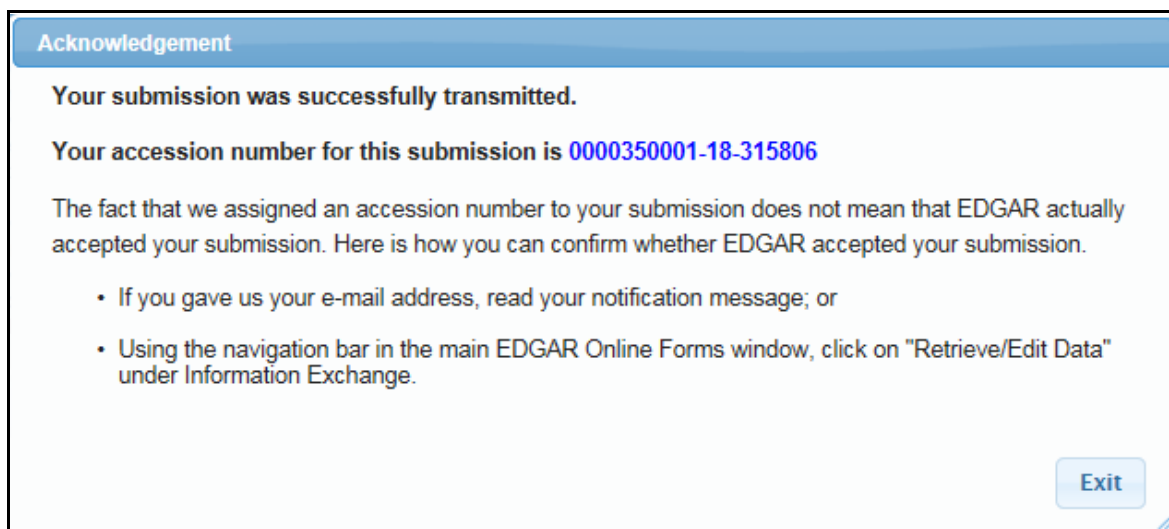 Acknowledgement
Your submission was successfully transmitted.
Your accession number for this submission is 0000350001-18-315806
The fact that we assigned an accession number to your submission does not mean that EDGAR actually
accepted your submission. Here is how you can confirm whether EDGAR accepted your submission.
• If you gave us your e-mail address, read your notification message; or
• Using the navigation bar in the main EDGAR Online Forms window, click on "Retrieve/Edit Data"
under Information Exchange.
Exit